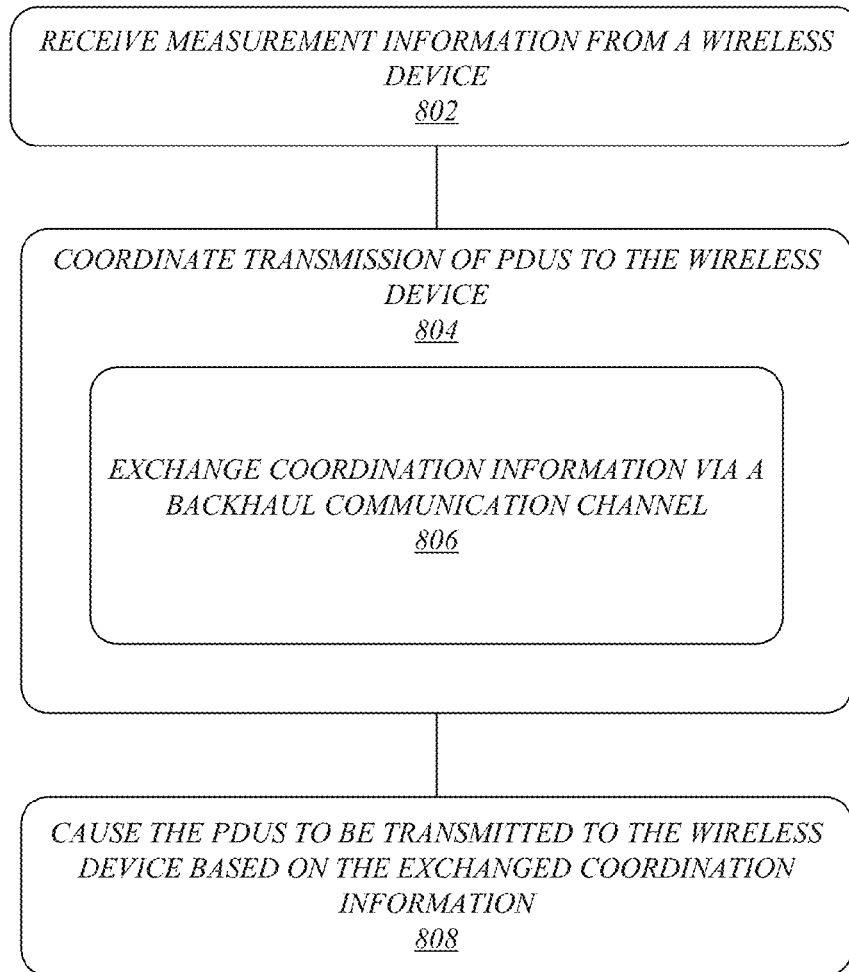 RECEIVE MEASUREMENT INFORMATION FROM A WIRELESS
DEVICE
802
COORDINATE TRANSMISSION OF PDUS TO THE WIRELESS
DEVICE
804
EXCHANGE COORDINATION INFORMATION VIA A
BACKHAUL COMMUNICATION CHANNEL
806
CAUSE THE PDUS TO BE TRANSMITTED TO THE WIRELESS
DEVICE BASED ON THE EXCHANGED COORDINATION
INFORMATION
808